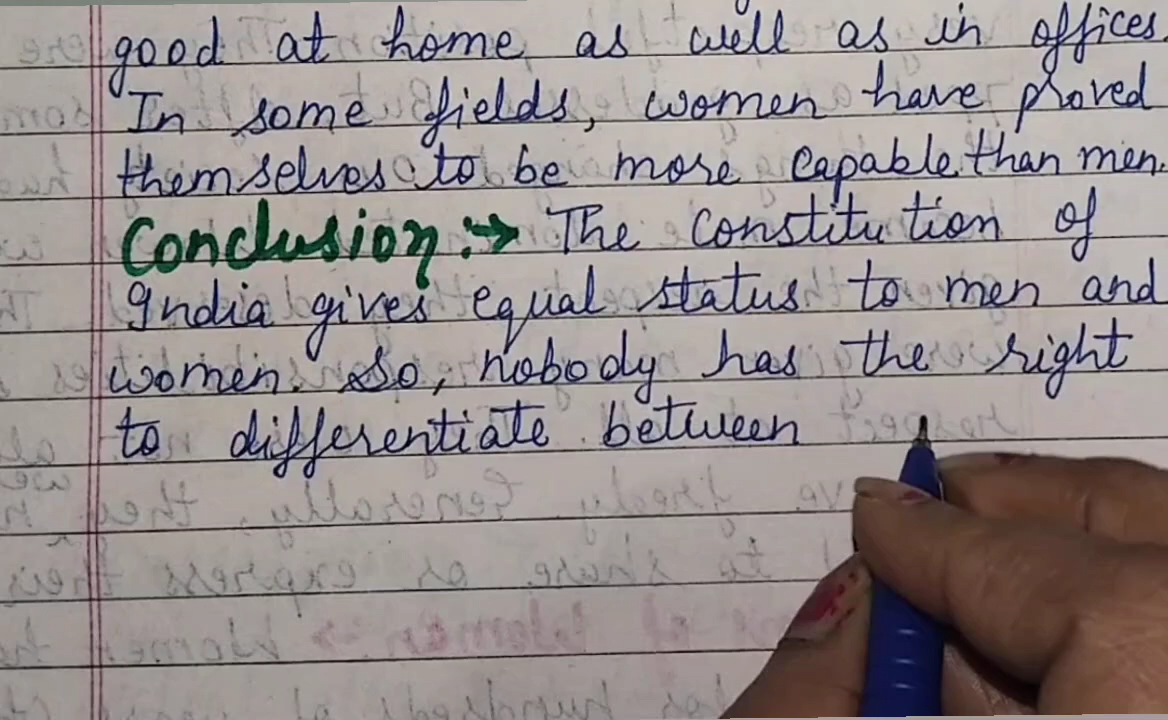 good at home as well as in offices.
In some fields, women have proved
themselves to be more capable than men.
Conclusion :→ The constitution of
India gives equal status to men and
women. So, nobody has the right
to differentiate between